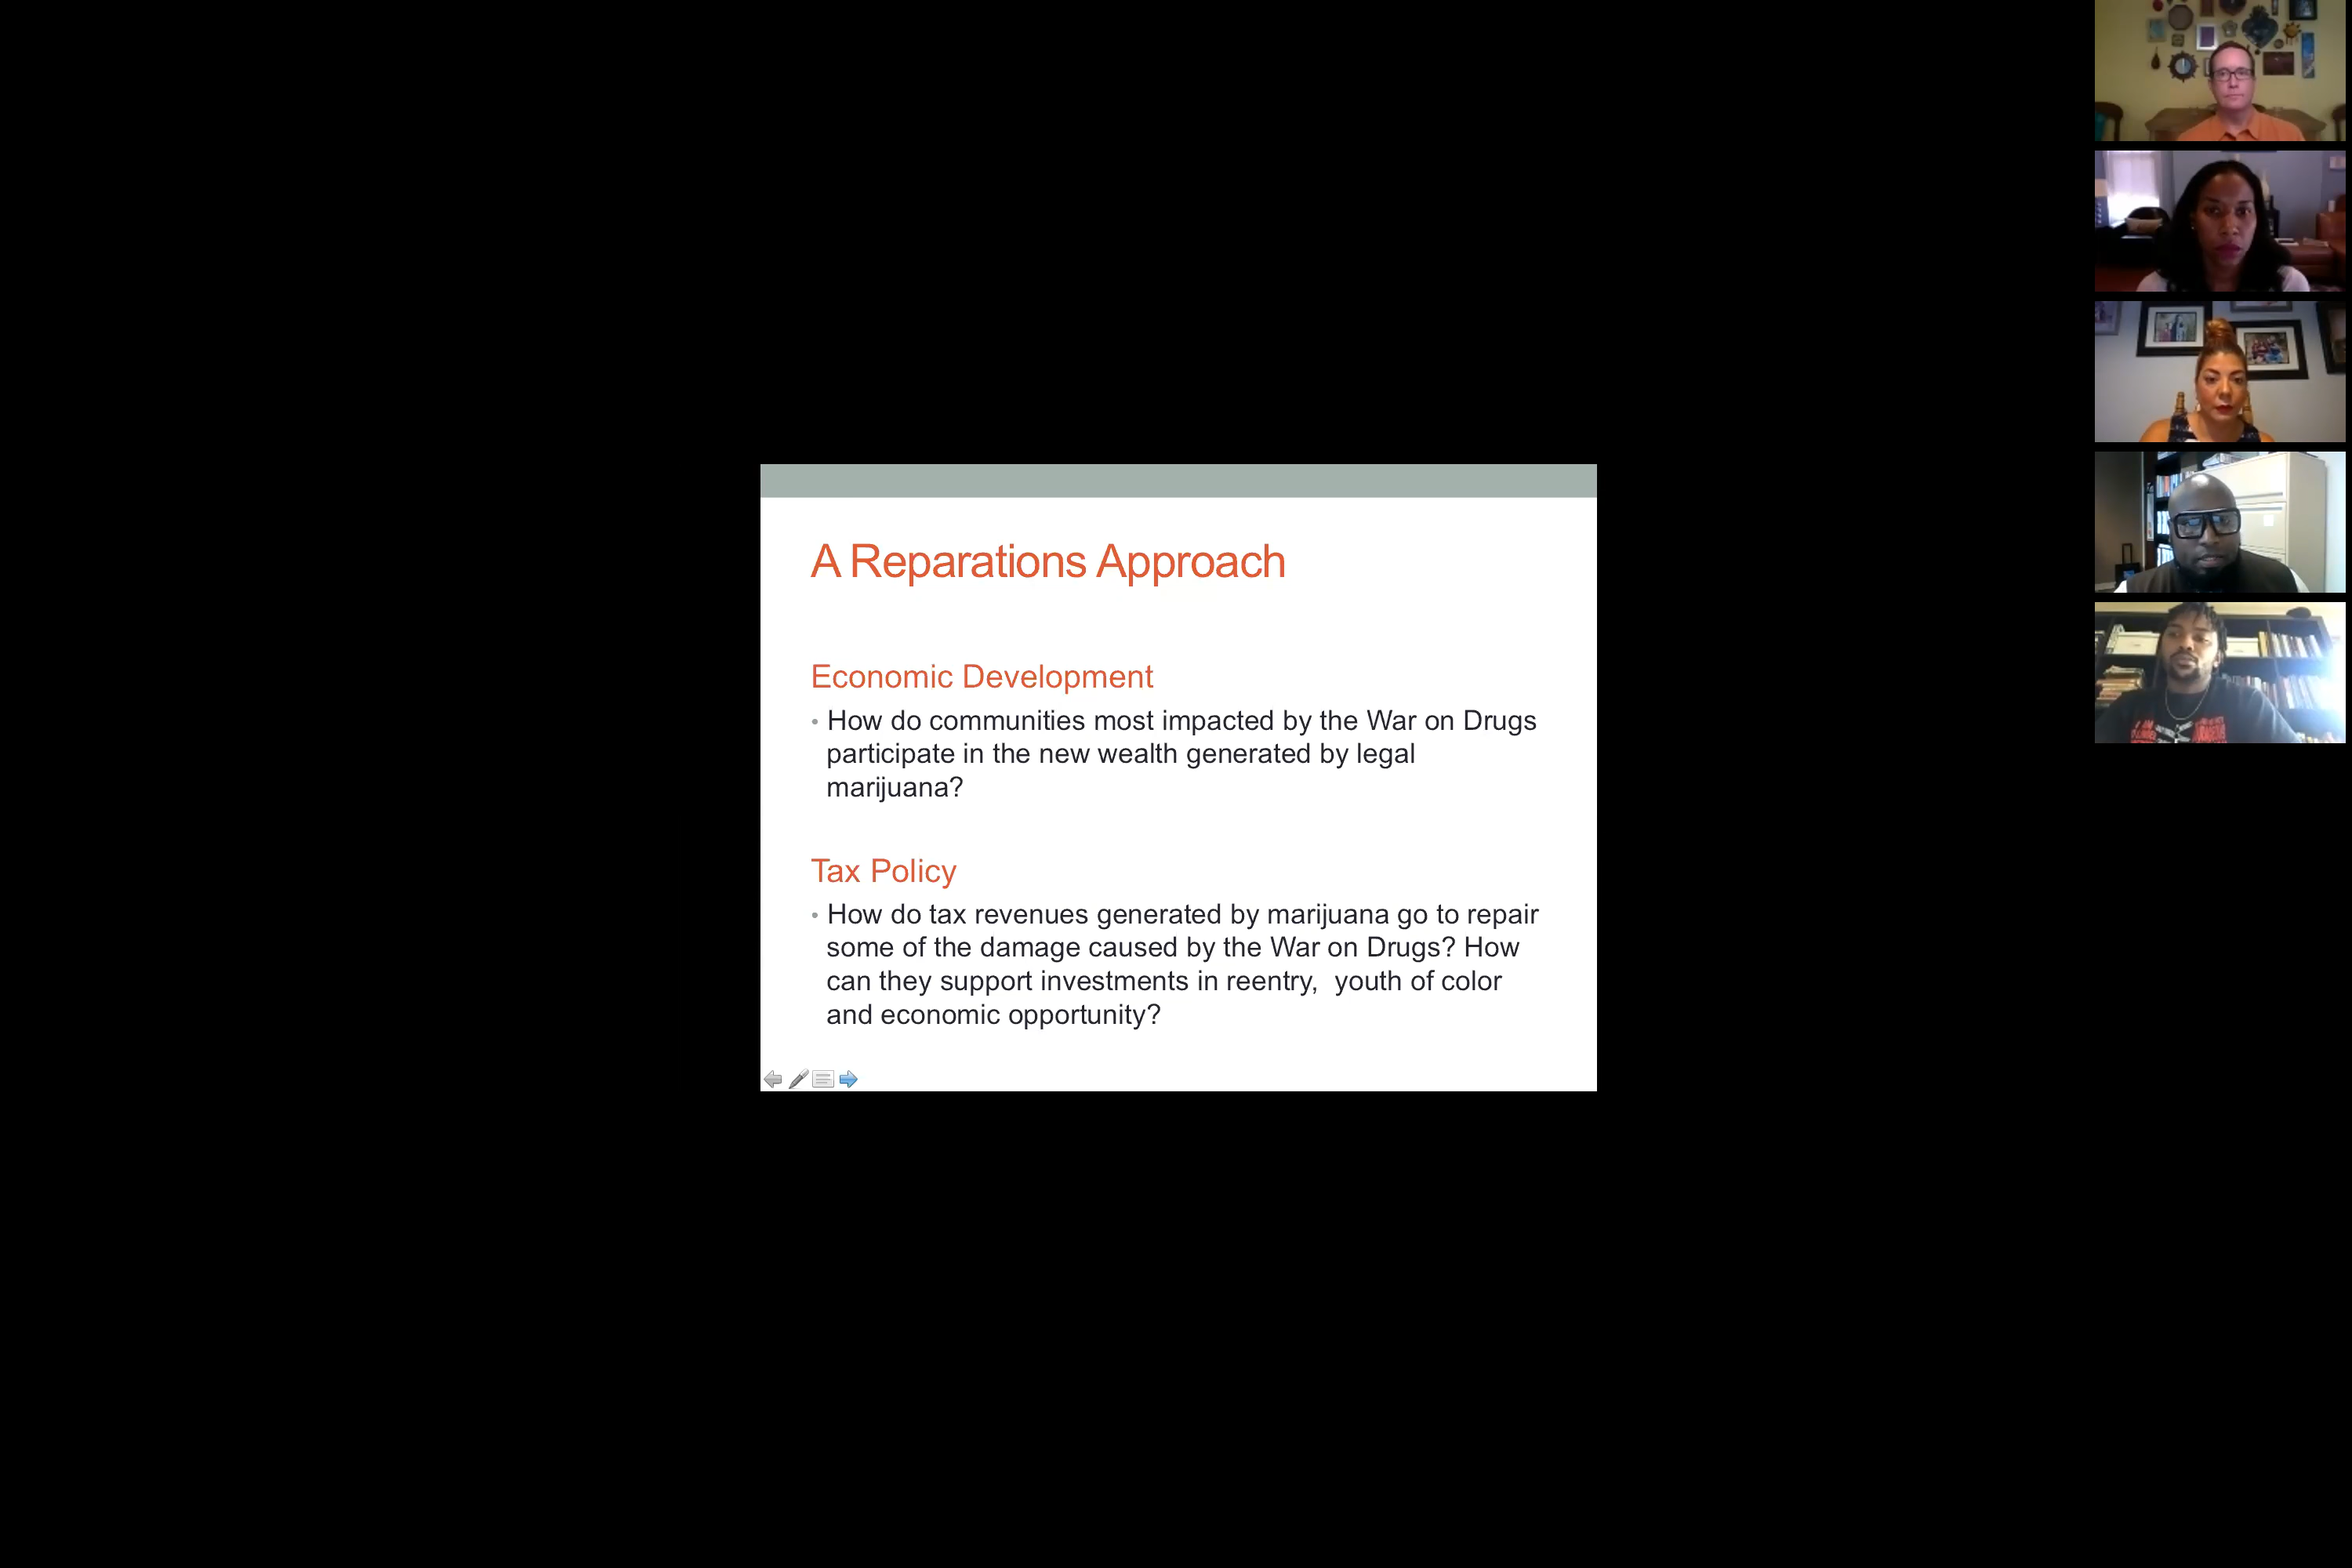 A Reparations Approach
Economic Development
• How do communities most impacted by the War on Drugs
participate in the new wealth generated by legal
marijuana?
Tax Policy
• How do tax revenues generated by marijuana go to repair
some of the damage caused by the War on Drugs? How
can they support investments in reentry,  youth of color
and economic opportunity?
I AM